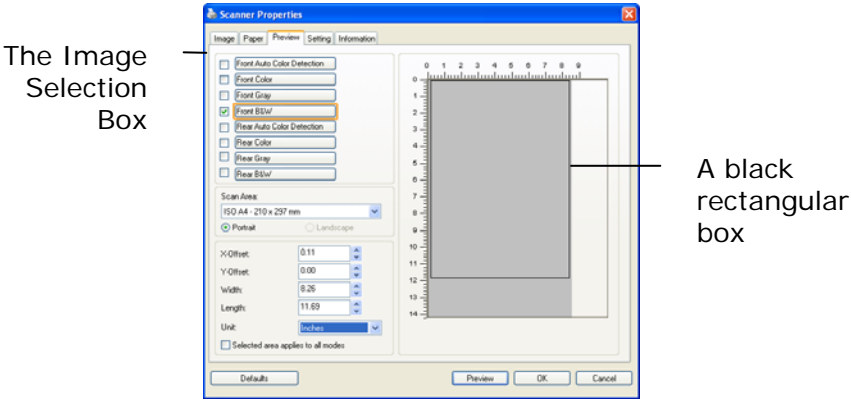 The Image
Selection
Box
Scanner Properties
Image Paper Preview Setting Information
Front Auto Color Detection
Front Color
Front Gray
Front B&W
Rear Auto Color Detection
Rear Color
Rear Gray
Rear B&W
Scan Area:
ISO A4 - 210 x 297 mm
Portrait Landscape
X-Offset: 0.11
Y-Offset: 0.00
Width: 8.26
Length: 11.69
Unit: Inches
Selected area applies to all modes
Defaults
0 1 2 3 4 5 6 7 8 9
0
1
2
3
4
5
6
7
8
9
10
11
12
13
14
Preview OK Cancel
A black
rectangular
box